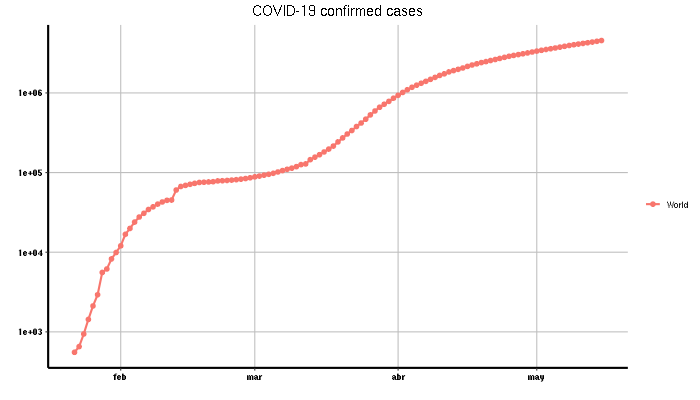 COVID-19 confirmed cases
1e+06
1e+05
1e+04
1e+03
feb mar abr may
World